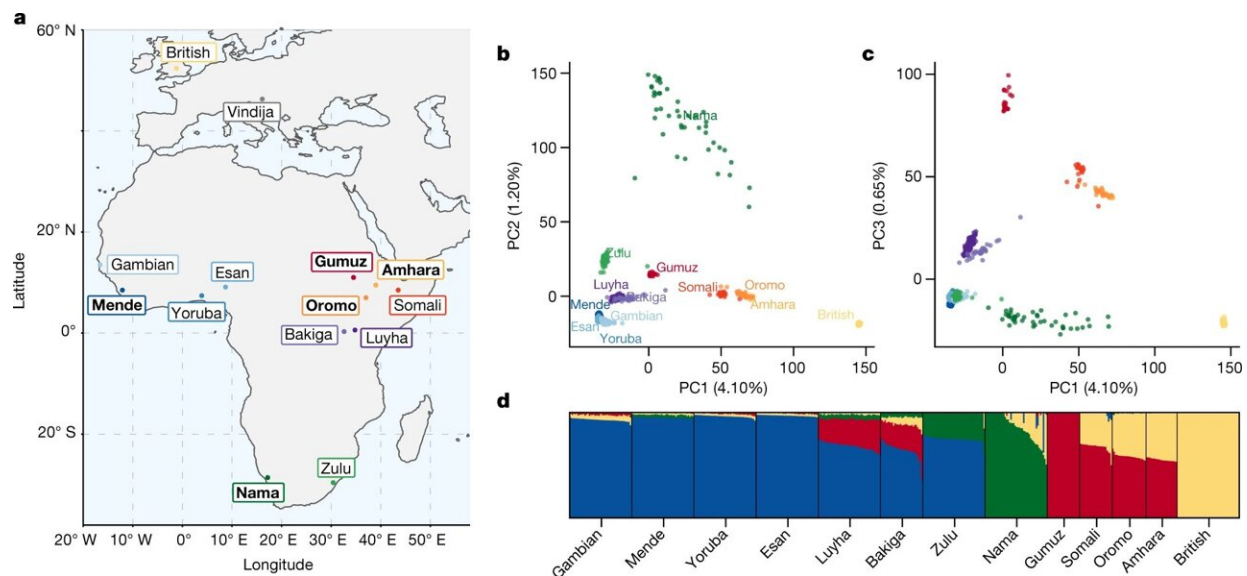 a
60° N
20° N
0°
20° S
Latitude
20° W
10° W
0°
10° E
20° E
30° E
40° E
50° E
Longitude
British
Vindija
Gambian
Esan
Gumuz
Amhara
Mende
Yoruba
Oromo
Somali
Bakiga
Luyha
Zulu
Nama
b
PC2 (1.20%)
150
100
50
0
0
50
100
150
PC1 (4.10%)
Nama
Zulu
Gumuz
Luyha
Somali
Oromo
Mende
Bakiga
Amhara
Gambian
British
Esan
Yoruba
c
PC3 (0.65%)
100
50
0
0
50
100
150
PC1 (4.10%)
d
Gambian
Mende
Yoruba
Esan
Luyha
Bakiga
Zulu
Nama
Gumuz
Somali
Oromo
Amhara
British